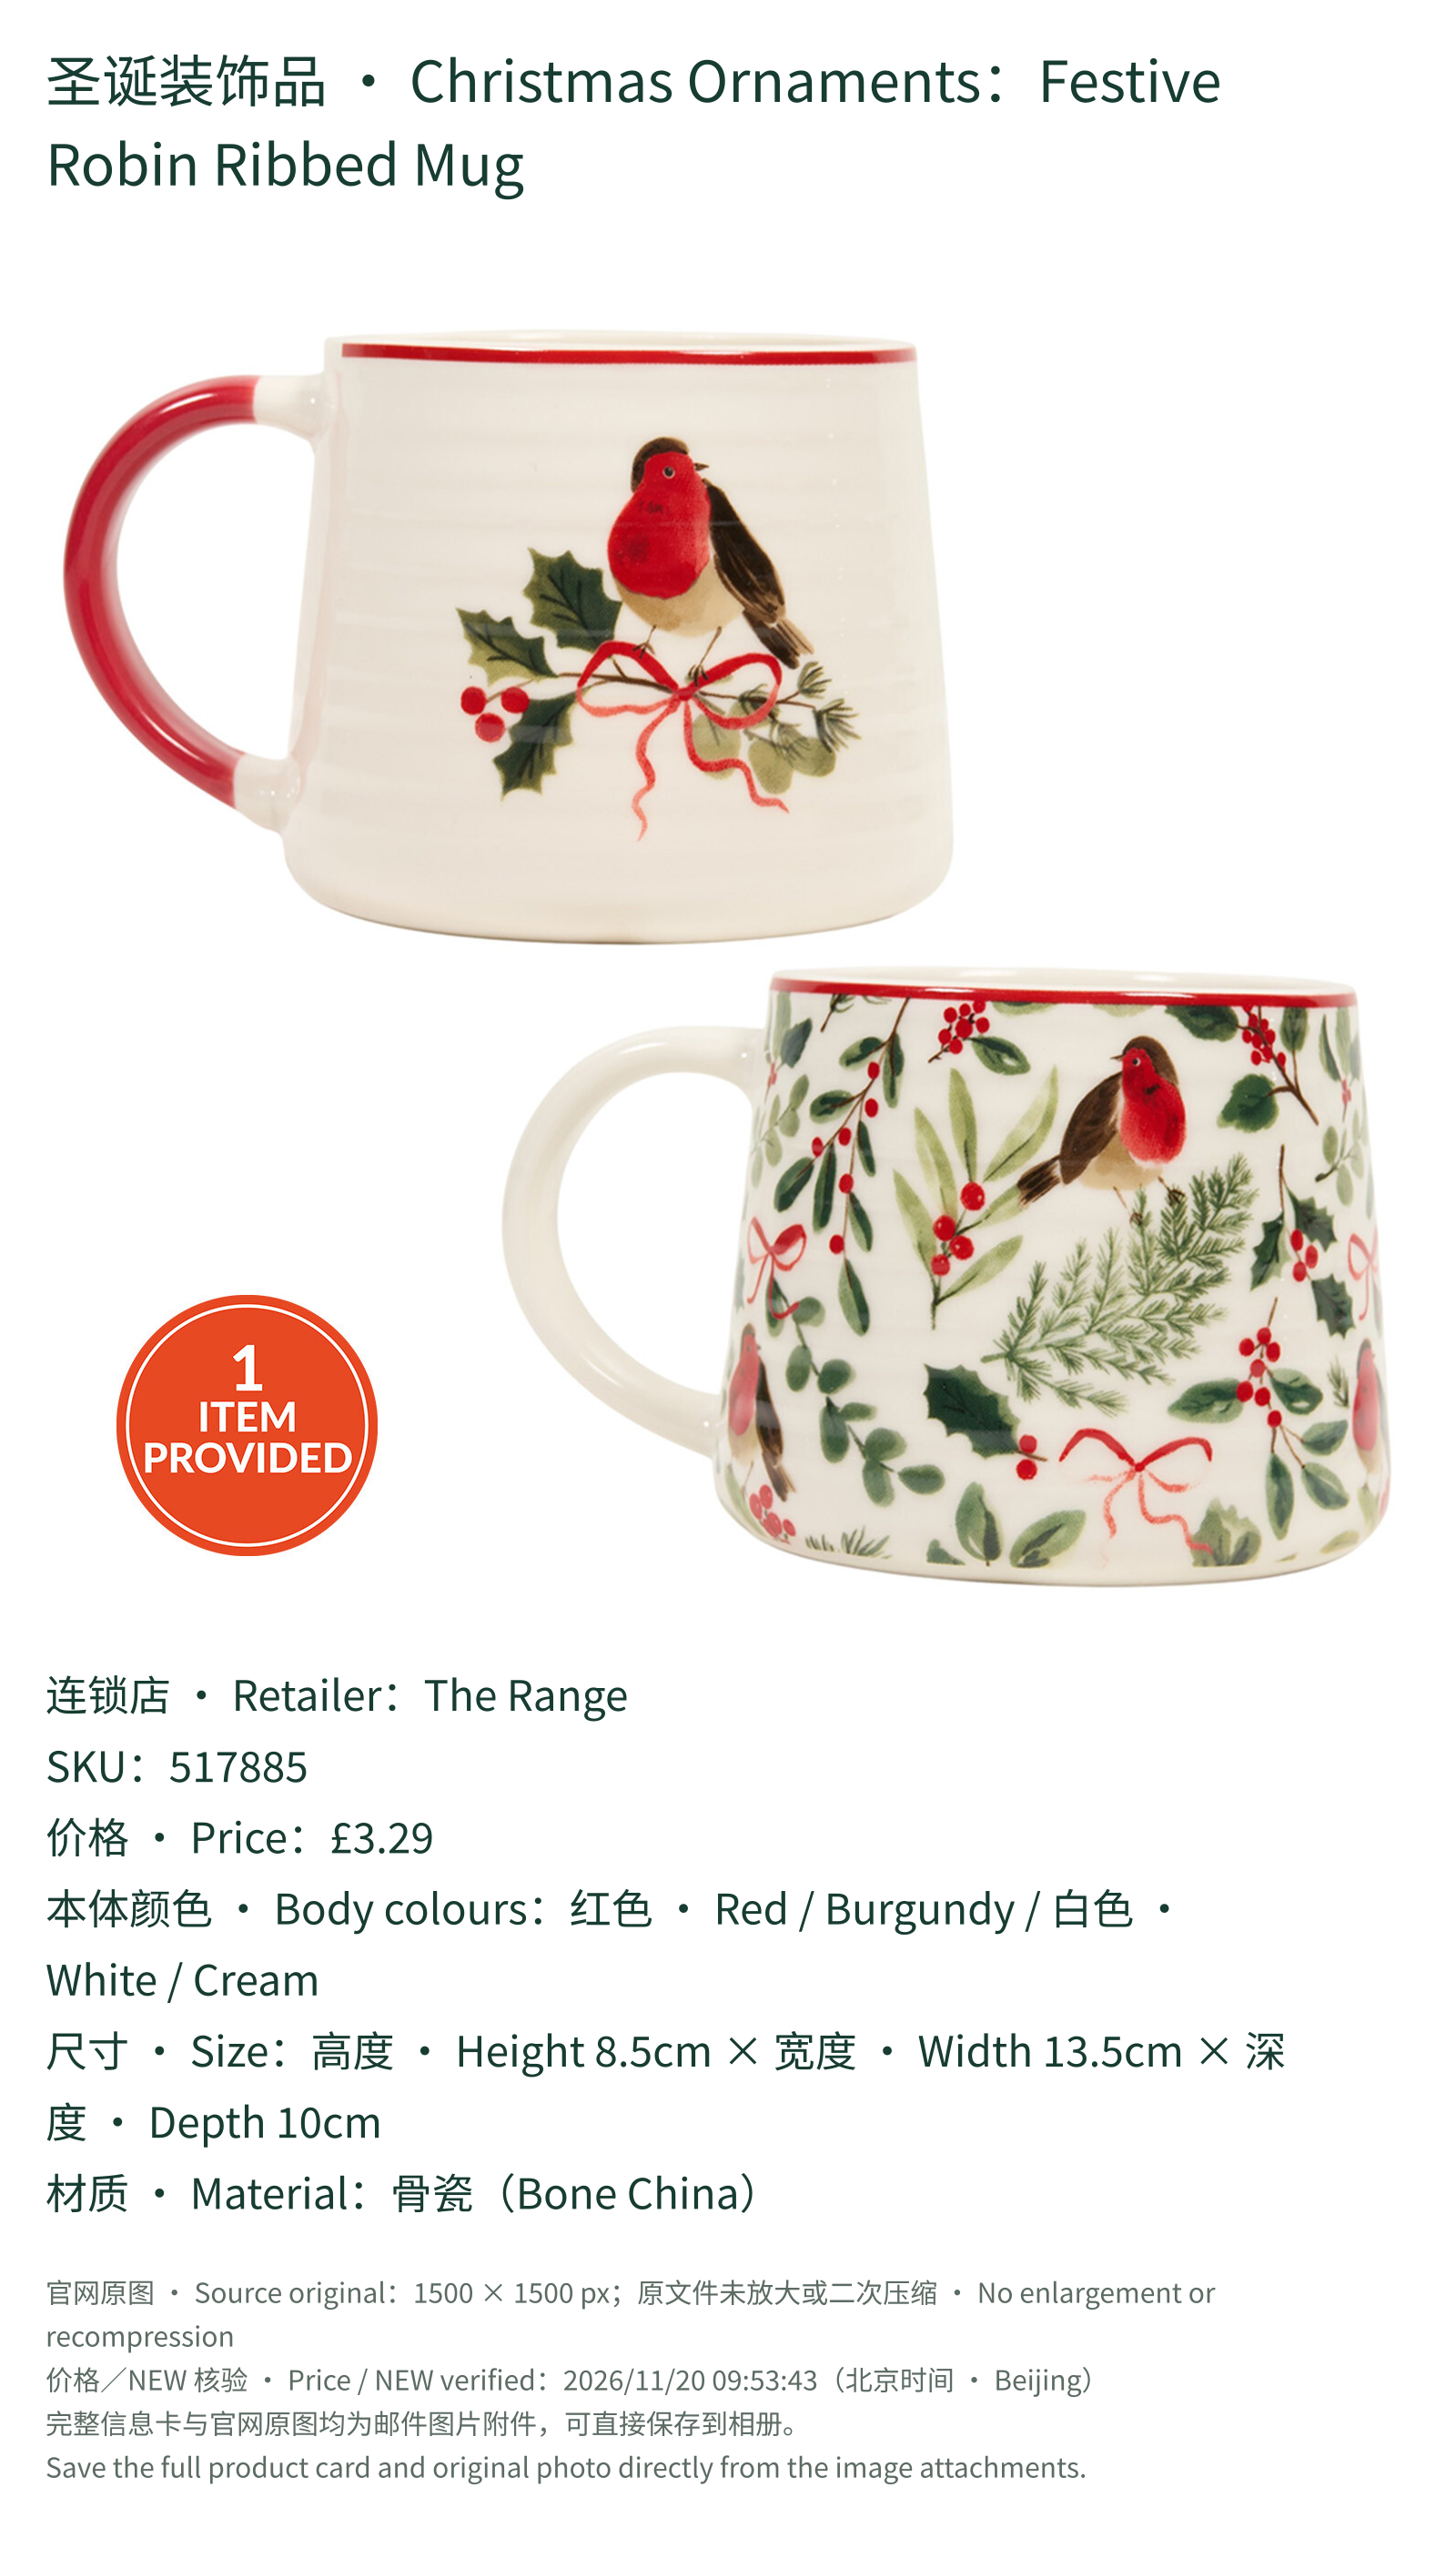 圣诞装饰品 · Christmas Ornaments：Festive
Robin Ribbed Mug
1
ITEM
PROVIDED
连锁店 · Retailer：The Range
SKU：517885
价格 · Price：£3.29
本体颜色 · Body colours：红色 · Red / Burgundy / 白色 ·
White / Cream
尺寸 · Size：高度 · Height 8.5cm × 宽度 · Width 13.5cm × 深
度 · Depth 10cm
材质 · Material：骨瓷（Bone China）
官网原图 · Source original：1500 × 1500 px；原文件未放大或二次压缩 · No enlargement or
recompression
价格／NEW 核验 · Price / NEW verified：2026/11/20 09:53:43（北京时间 · Beijing）
完整信息卡与官网原图均为邮件图片附件，可直接保存到相册。
Save the full product card and original photo directly from the image attachments.